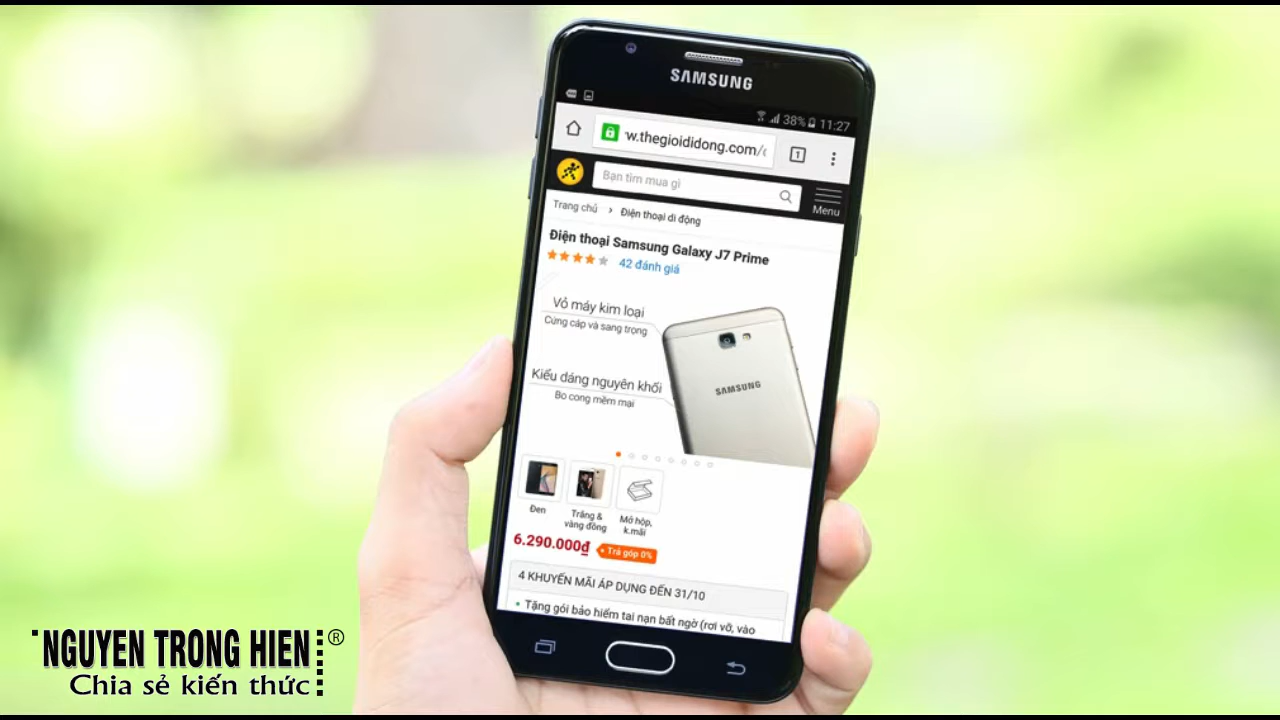 SAMSUNG
38% 11:27
w.thegioididong.com/
1
Bạn tìm mua gì
Menu
Trang chủ › Điện thoại di động
Điện thoại Samsung Galaxy J7 Prime
42 đánh giá
Vỏ máy kim loại
Cứng cáp và sang trọng
Kiểu dáng nguyên khối
Bo cong mềm mại
SAMSUNG
Đen
Trắng &
vàng đồng
Mở hộp,
k.mãi
6.290.000₫ Trả góp 0%
4 KHUYẾN MÃI ÁP DỤNG ĐẾN 31/10
• Tặng gói bảo hiểm tai nạn bất ngờ (rơi vỡ, vào
NGUYEN TRONG HIEN ®
Chia sẻ kiến thức